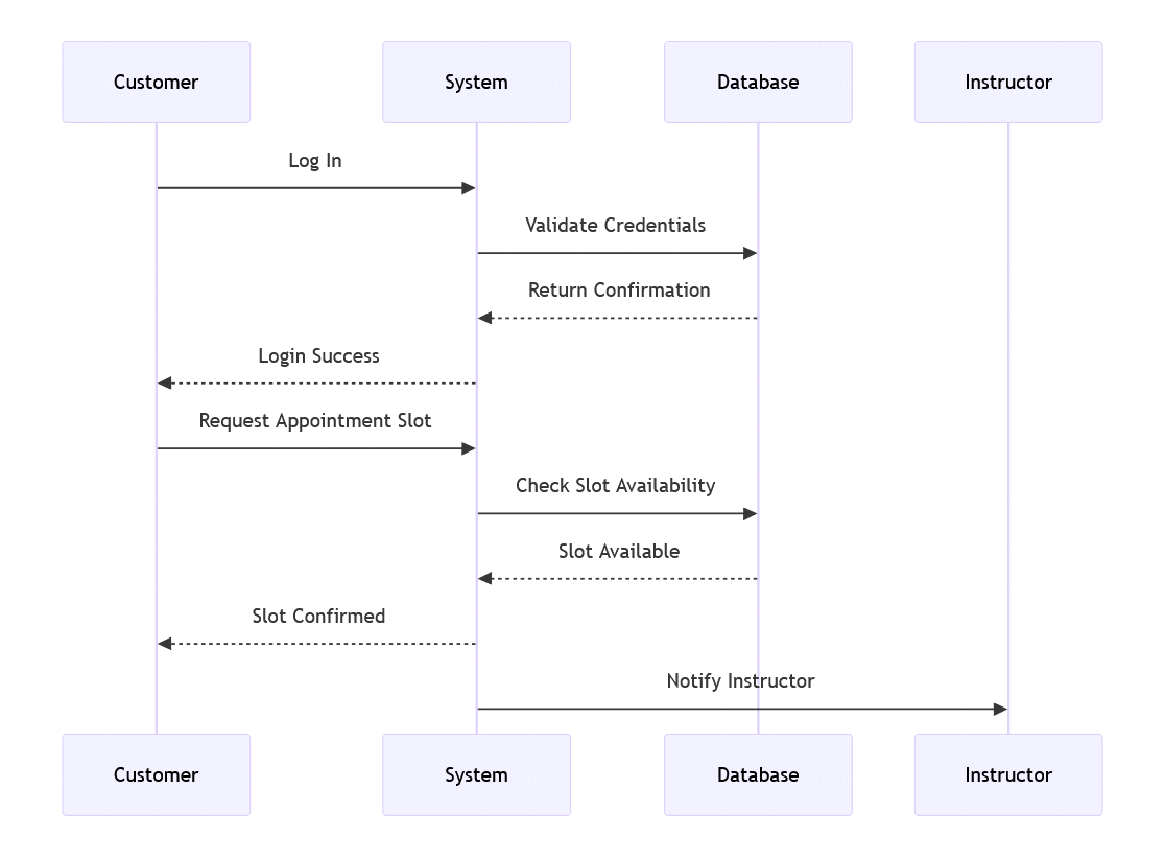 Customer
System
Database
Instructor
Log In
Validate Credentials
Return Confirmation
Login Success
Request Appointment Slot
Check Slot Availability
Slot Available
Slot Confirmed
Notify Instructor
Customer
System
Database
Instructor